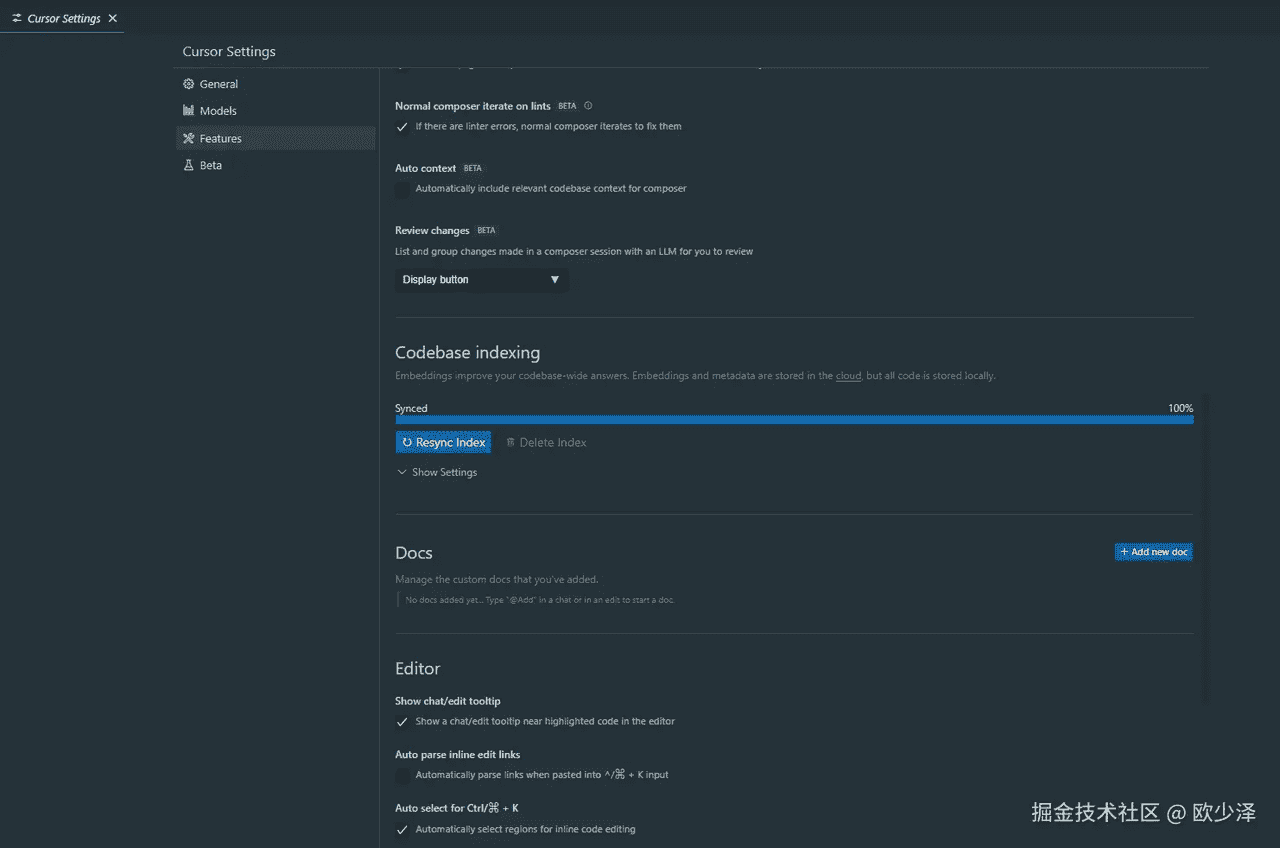 Cursor Settings
Cursor Settings
General
Models
Features
Beta
Normal composer iterate on lints BETA
If there are linter errors, normal composer iterates to fix them
Auto context BETA
Automatically include relevant codebase context for composer
Review changes BETA
List and group changes made in a composer session with an LLM for you to review
Display button
Codebase indexing
Embeddings improve your codebase-wide answers. Embeddings and metadata are stored in the cloud, but all code is stored locally.
Synced 100%
Resync Index Delete Index
Show Settings
Docs + Add new doc
Manage the custom docs that you've added.
No docs added yet... Type "@Add" in a chat or in an edit to start a doc.
Editor
Show chat/edit tooltip
Show a chat/edit tooltip near highlighted code in the editor
Auto parse inline edit links
Automatically parse links when pasted into ^/⌘ + K input
Auto select for Ctrl/⌘ + K
Automatically select regions for inline code editing
掘金技术社区 @ 欧少泽